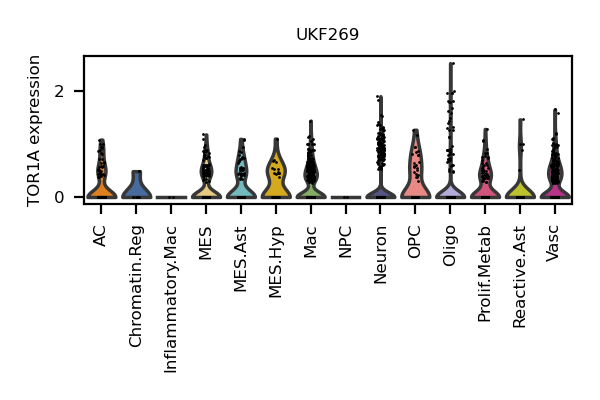 UKF269
TOR1A expression
2
0
AC
Chromatin.Reg
Inflammatory.Mac
MES
MES.Ast
MES.Hyp
Mac
NPC
Neuron
OPC
Oligo
Prolif.Metab
Reactive.Ast
Vasc